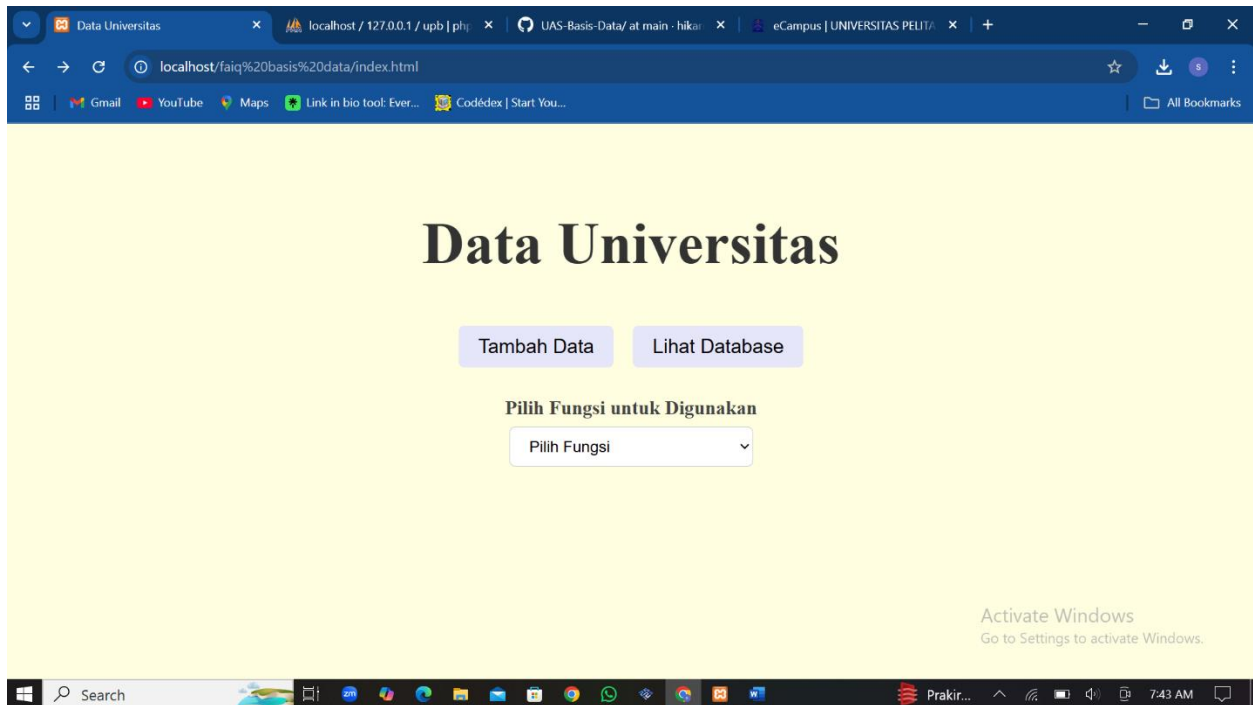 Data Universitas
localhost / 127.0.0.1 / upb | php
UAS-Basis-Data/ at main · hikar
eCampus | UNIVERSITAS PELITA
localhost/faiq%20basis%20data/index.html
S
Gmail
YouTube
Maps
Link in bio tool: Ever...
Codédex | Start You...
All Bookmarks
Data Universitas
Tambah Data
Lihat Database
Pilih Fungsi untuk Digunakan
Pilih Fungsi
Activate Windows
Go to Settings to activate Windows.
Search
zm
Prakir...
7:43 AM